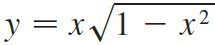 y = x√(1 − x²)